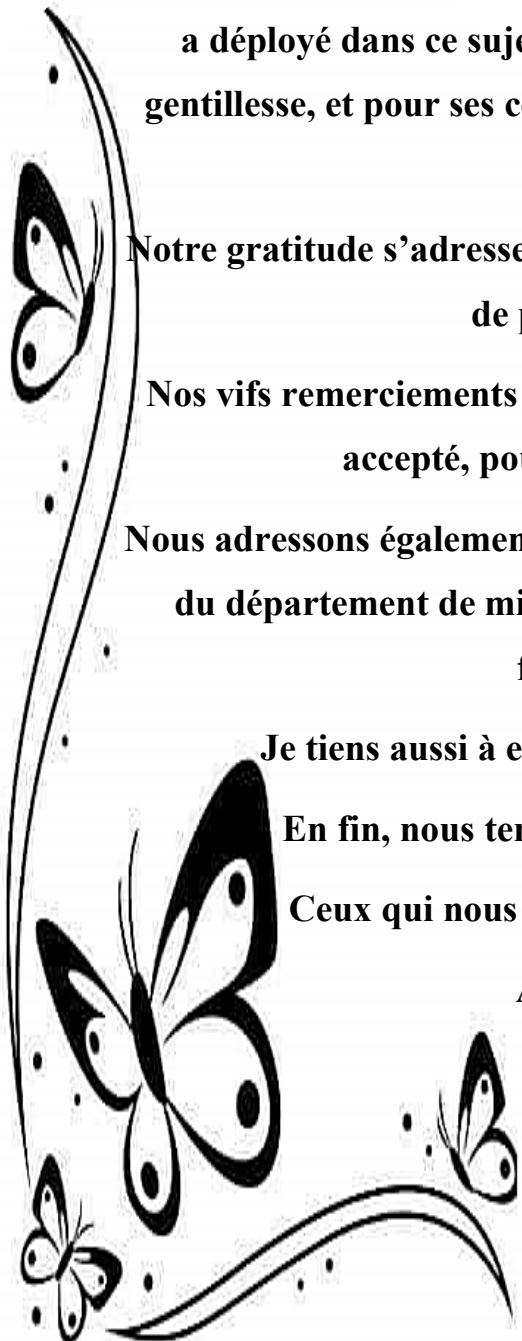 a déployé dans ce suje
gentillesse, et pour ses c
Notre gratitude s’adresse
de
Nos vifs remerciements
accepté, pou
Nous adressons égalemen
du département de mi
Je tiens aussi à e
En fin, nous te
Ceux qui nous